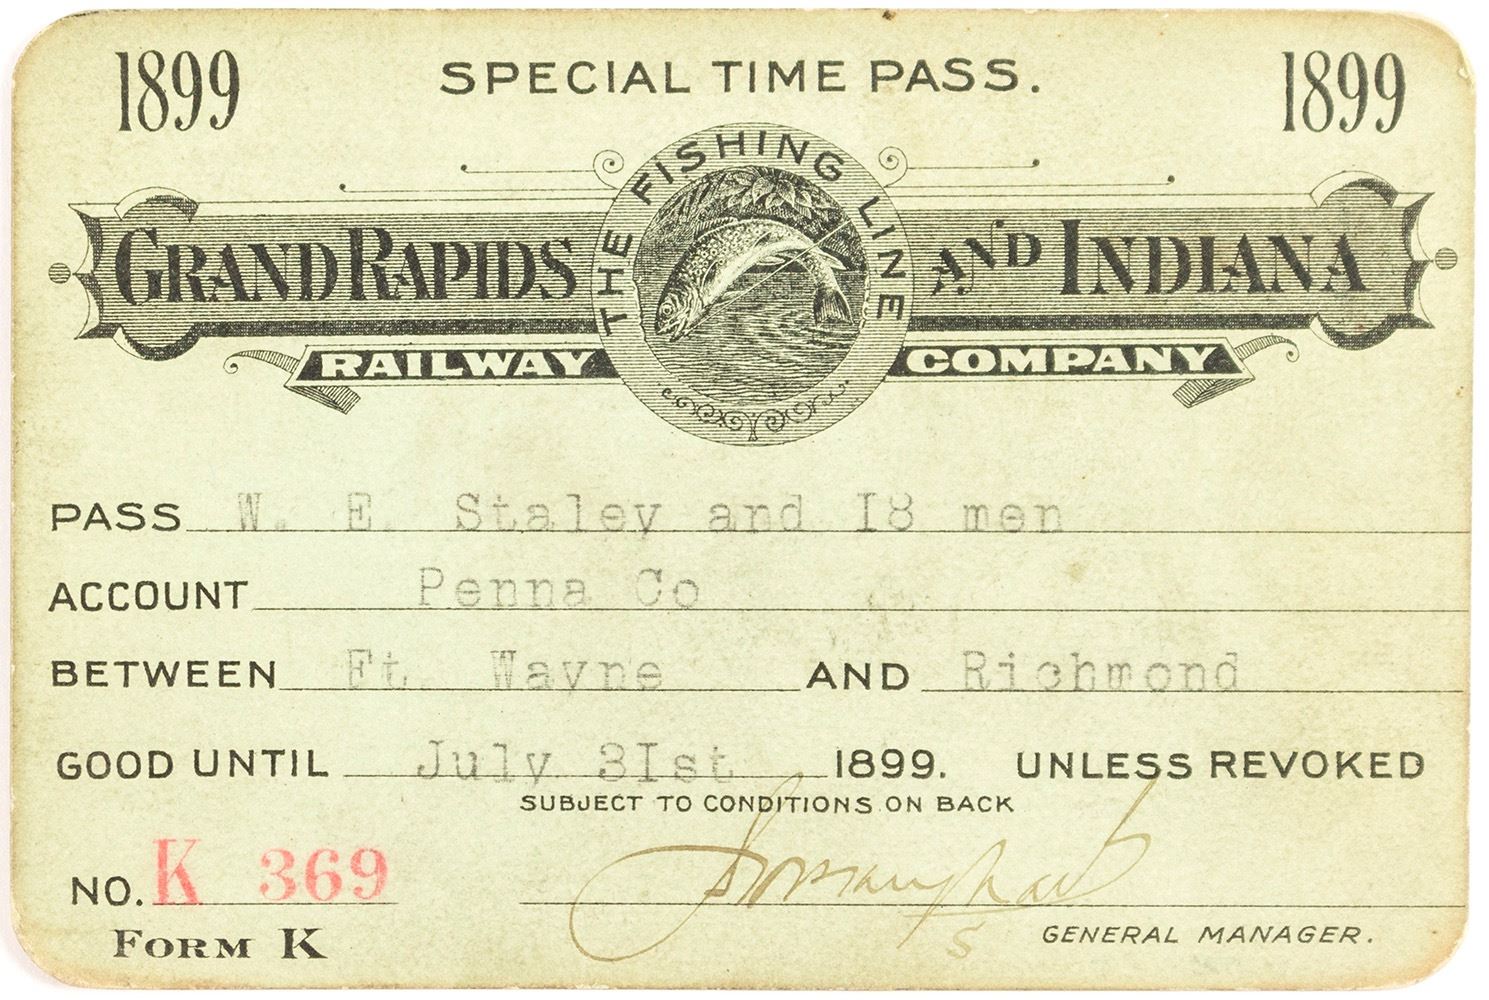 1899 SPECIAL TIME PASS. 1899
THE FISHING LINE
GRAND RAPIDS AND INDIANA
RAILWAY COMPANY
PASS W. E. Staley and I8 men
ACCOUNT Penna Co
BETWEEN Ft. Wayne AND Richmond
GOOD UNTIL July 3Ist 1899. UNLESS REVOKED
SUBJECT TO CONDITIONS ON BACK
NO. K 369
FORM K
GENERAL MANAGER.